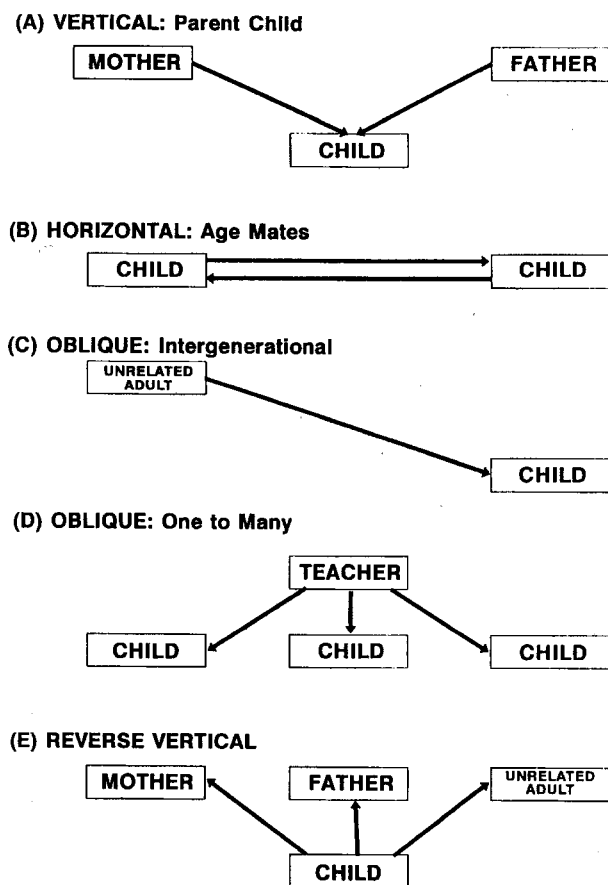 (A) VERTICAL: Parent Child
MOTHER FATHER
CHILD
(B) HORIZONTAL: Age Mates
CHILD CHILD
(C) OBLIQUE: Intergenerational
UNRELATED
ADULT
CHILD
(D) OBLIQUE: One to Many
TEACHER
CHILD CHILD CHILD
(E) REVERSE VERTICAL
MOTHER FATHER UNRELATED
ADULT
CHILD